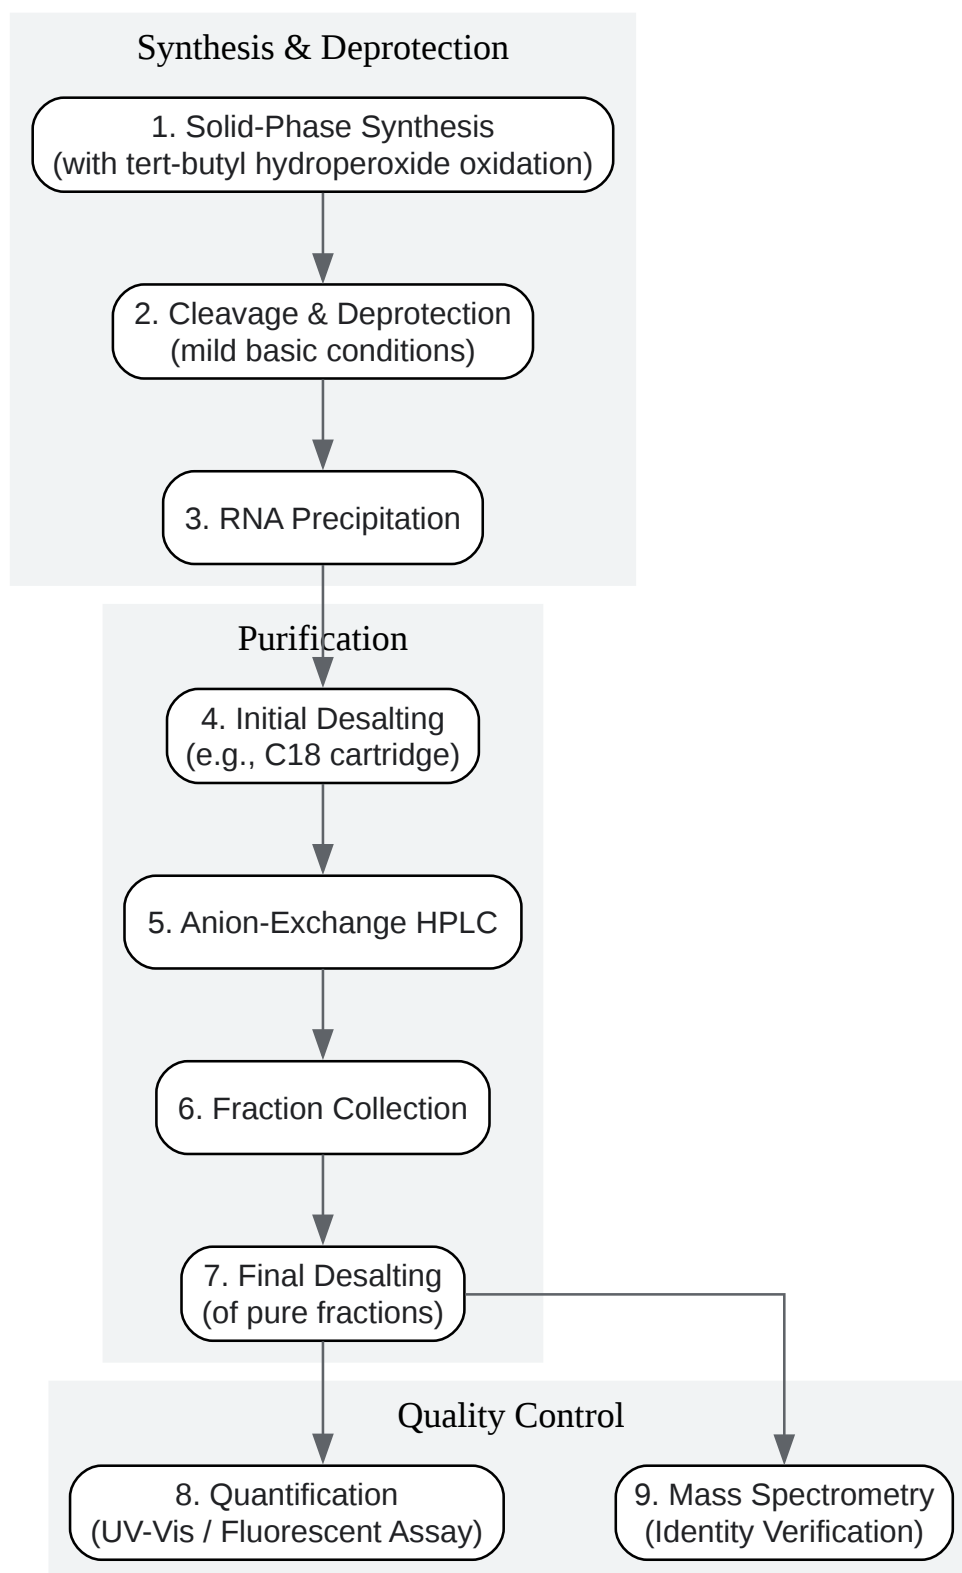 Synthesis & Deprotection
1. Solid-Phase Synthesis
(with tert-butyl hydroperoxide oxidation)
2. Cleavage & Deprotection
(mild basic conditions)
3. RNA Precipitation
Purification
4. Initial Desalting
(e.g., C18 cartridge)
5. Anion-Exchange HPLC
6. Fraction Collection
7. Final Desalting
(of pure fractions)
Quality Control
8. Quantification
(UV-Vis / Fluorescent Assay)
9. Mass Spectrometry
(Identity Verification)